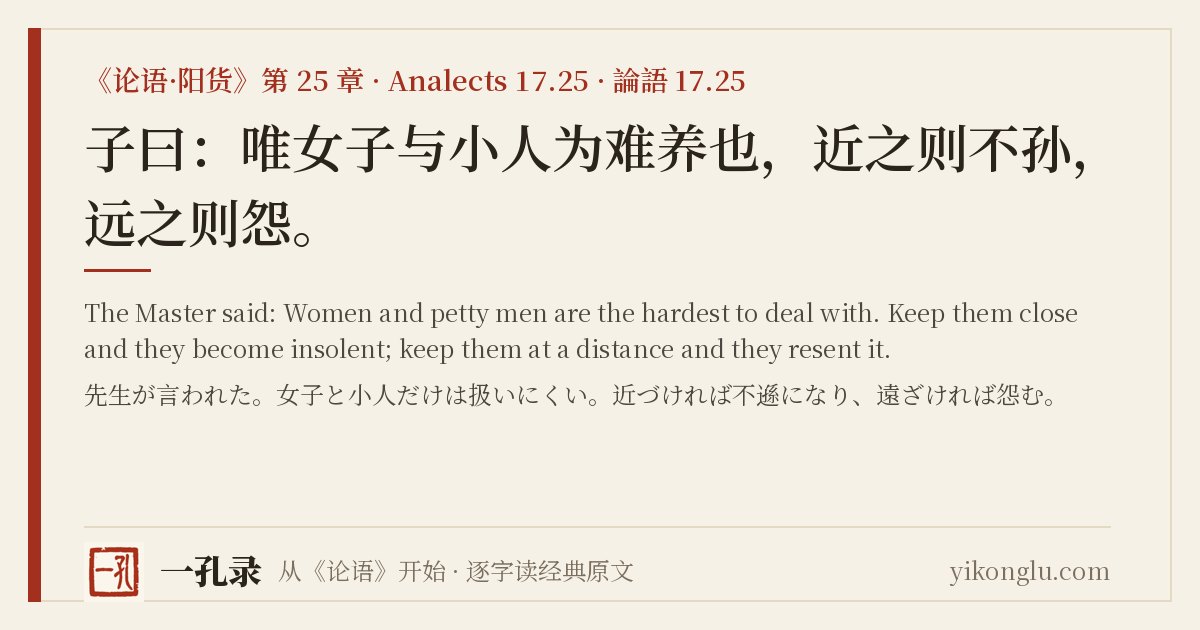 《论语·阳货》第 25 章 · Analects 17.25 · 論語 17.25
子曰：唯女子与小人为难养也，近之则不孙，
远之则怨。
The Master said: Women and petty men are the hardest to deal with. Keep them close
and they become insolent; keep them at a distance and they resent it.
先生が言われた。女子と小人だけは扱いにくい。近づければ不遜になり、遠ざければ怨む。
一孔
一孔录 从《论语》开始 · 逐字读经典原文 yikonglu.com